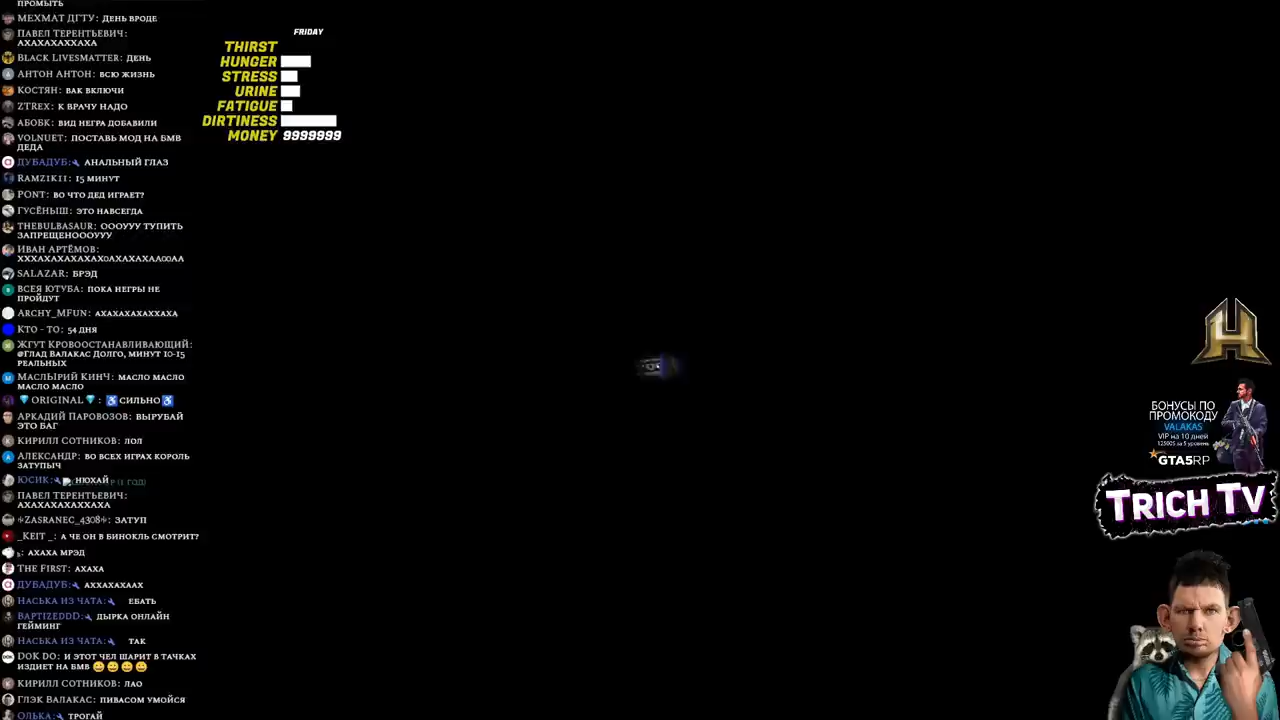 ПРОМЫТЬ
МЕХМАТ ДГТУ: ДЕНЬ ВРОДЕ
ПАВЕЛ ТЕРЕНТЬЕВИЧ:
АХАХАХАХХАХА
BLACK LIVESMATTER: ДЕНЬ
АНТОН АНТОН: ВСЮ ЖИЗНЬ
КОСТЯН: ВАК ВКЛЮЧИ
ZTREX: К ВРАЧУ НАДО
АБОБК: ВИД НЕГРА ДОБАВИЛИ
VOLNUET: ПОСТАВЬ МОД НА БМВ
ДЕДА
ДУБАДУБ: АНАЛЬНЫЙ ГЛАЗ
RAMZIK11: 15 МИНУТ
PONT: ВО ЧТО ДЕД ИГРАЕТ?
ГУСЁНЫШ: ЭТО НАВСЕГДА
THEBULBASAUR: ОООУУУ ТУПИТЬ
ЗАПРЕЩЕНОООУУУ
ИВАН АРТЁМОВ:
ХХХАХАХАХАХАХ0АХАХАХАА00АА
SALAZAR: БРЭД
ВСЕЯ ЮТУБА: ПОКА НЕГРЫ НЕ
ПРОЙДУТ
ARCHY_MFUN: АХАХАХАХАХХАХА
КТО - ТО: 54 ДНЯ
ЖГУТ КРОВООСТАНАВЛИВАЮЩИЙ:
@ГЛАД ВАЛАКАС ДОЛГО, МИНУТ 10-15
РЕАЛЬНЫХ
МАСЛЫРИЙ КИНЧ: МАСЛО МАСЛО
МАСЛО МАСЛО
💎 ORIGINAL 💎 : ♿ СИЛЬНО ♿
АРКАДИЙ ПАРОВОЗОВ: ВЫРУБАЙ
ЭТО БАГ
КИРИЛЛ СОТНИКОВ: ЛОЛ
АЛЕКСАНДР: ВО ВСЕХ ИГРАХ КОРОЛЬ
ЗАТУПЫЧ
ЮСИК: НЮХАЙ
ПАВЕЛ ТЕРЕНТЬЕВИЧ:
АХАХАХАХАХХАХА
ZASRANEC_4308: ЗАТУП
_KEIT _: А ЧЕ ОН В БИНОКЛЬ СМОТРИТ?
Ъ: АХАХА МРЭД
THE FIRST: АХАХА
ДУБАДУБ: АХХАХАХААХ
НАСЬКА ИЗ ЧАТА: ЕБАТЬ
BAPTIZEDDD: ДЫРКА ОНЛАЙН
ГЕЙМИНГ
НАСЬКА ИЗ ЧАТА: ТАК
DOK DO: И ЭТОТ ЧЕЛ ШАРИТ В ТАЧКАХ
ИЗДИЕТ НА БМВ 😀😀😀😀
КИРИЛЛ СОТНИКОВ: ЛАО
ГЛЭК ВАЛАКАС: ПИВАСОМ УМОЙСЯ
ОЛЬКА: ТРОГАЙ
FRIDAY
THIRST
HUNGER
STRESS
URINE
FATIGUE
DIRTINESS
MONEY 9999999
БОНУСЫ ПО
ПРОМОКОДУ
VALAKAS
VIP НА 10 ДНЕЙ
GTA5RP
TRICH TV